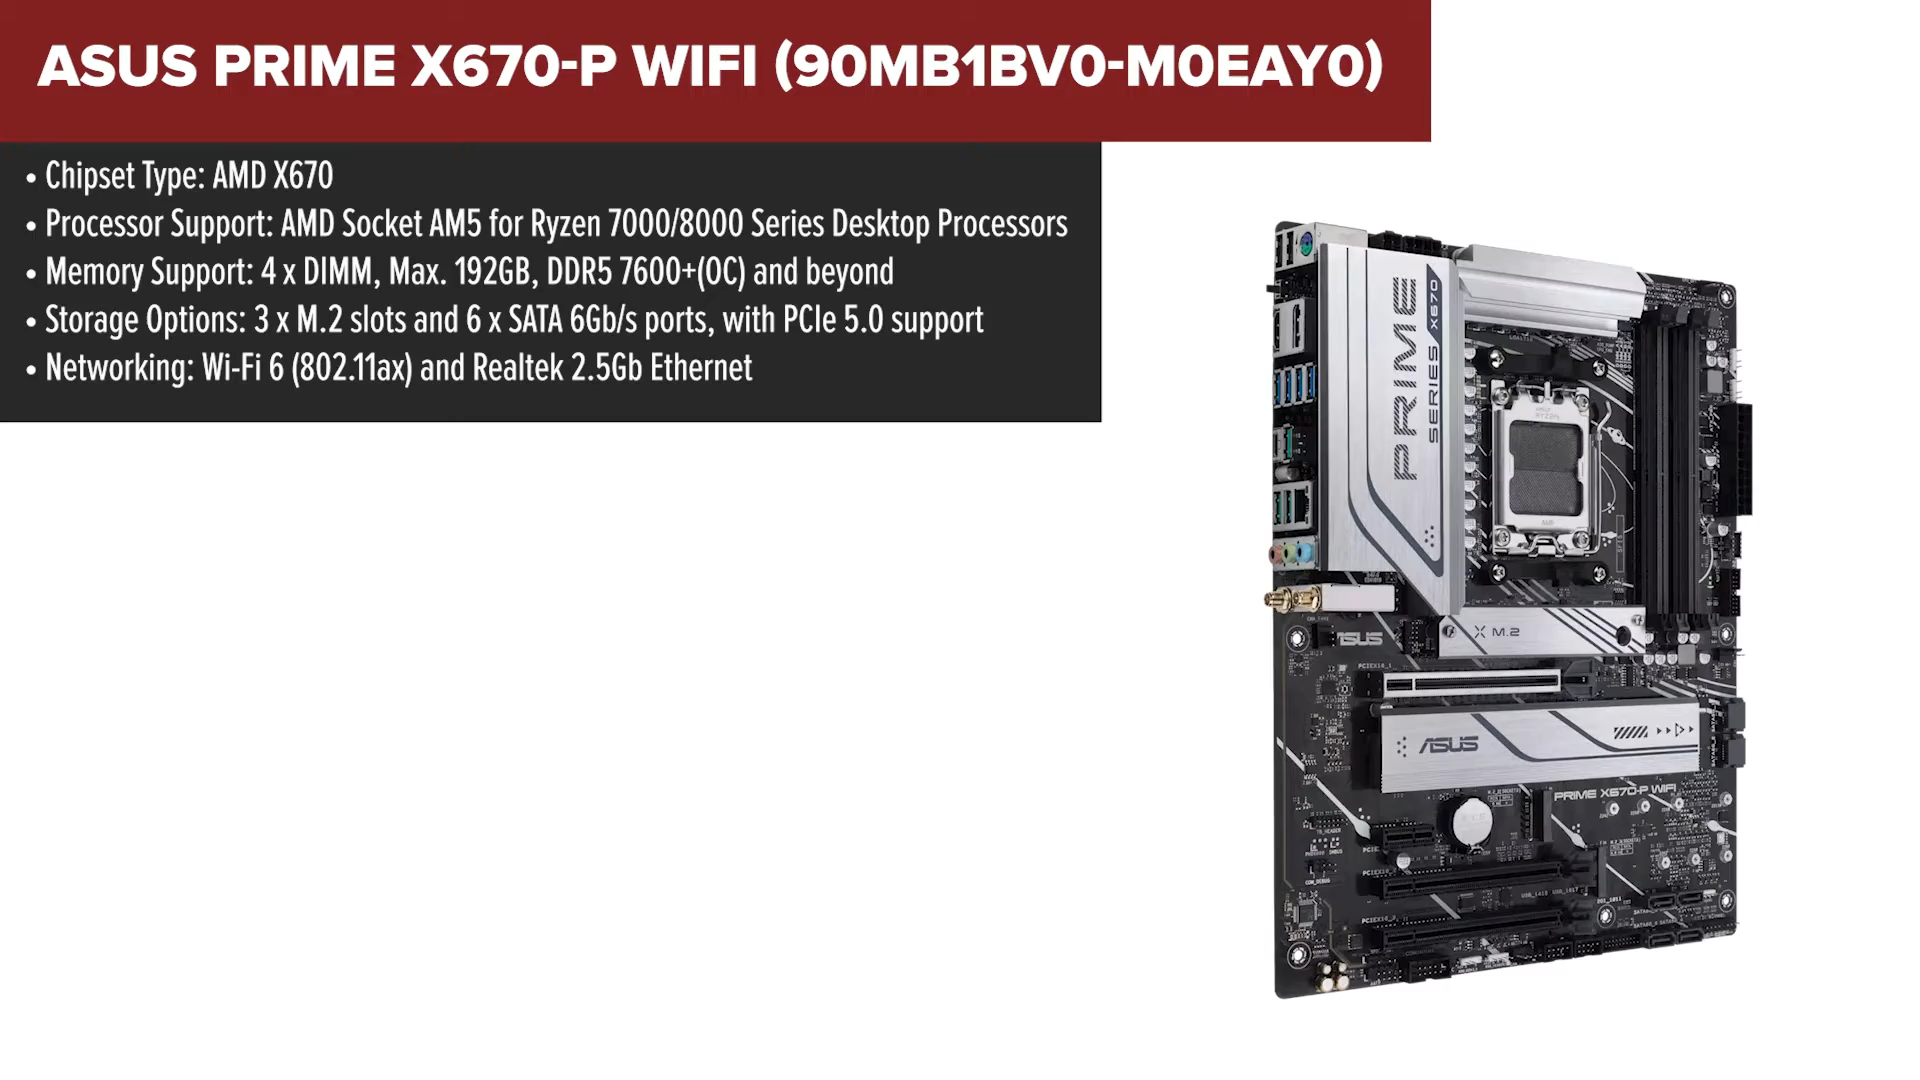 ASUS PRIME X670-P WIFI (90MB1BV0-M0EAY0)
• Chipset Type: AMD X670
• Processor Support: AMD Socket AM5 for Ryzen 7000/8000 Series Desktop Processors
• Memory Support: 4 x DIMM, Max. 192GB, DDR5 7600+(OC) and beyond
• Storage Options: 3 x M.2 slots and 6 x SATA 6Gb/s ports, with PCIe 5.0 support
• Networking: Wi-Fi 6 (802.11ax) and Realtek 2.5Gb Ethernet
PRIME
SERIES X670
ASUS
M.2
PCIEX16_1
ASUS
PRIME X670-P WIFI